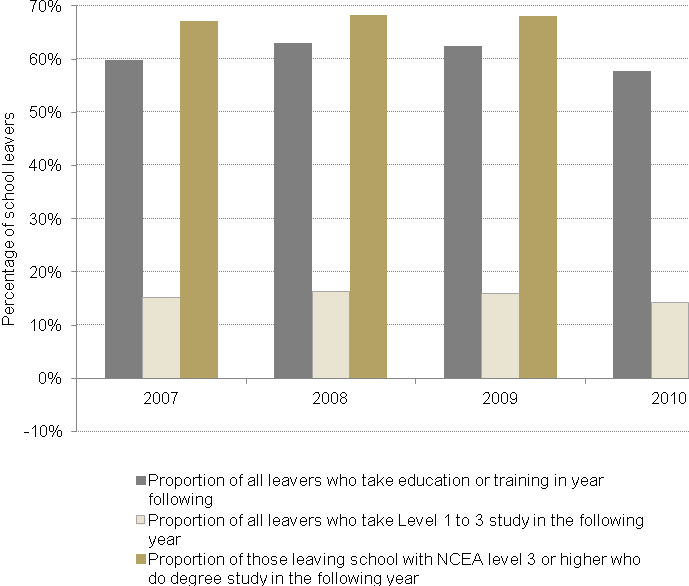 70%
60%
50%
40%
30%
20%
10%
0%
-10%
Percentage of school leavers
2007 2008 2009 2010
Proportion of all leavers who take education or training in year
following
Proportion of all leavers who take Level 1 to 3 study in the following
year
Proportion of those leaving school with NCEA level 3 or higher who
do degree study in the following year